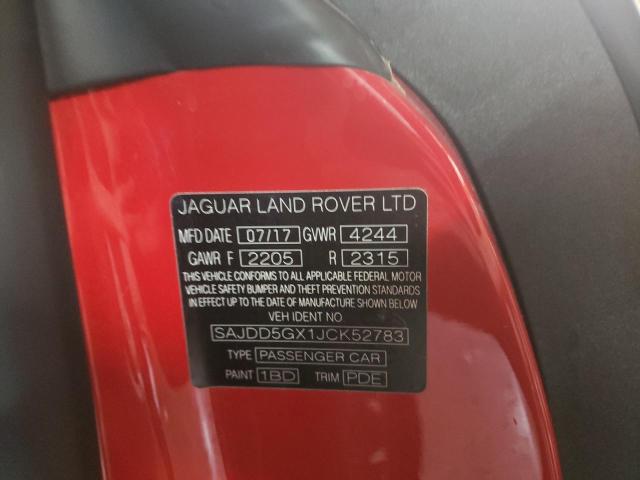 JAGUAR LAND ROVER LTD
MFD DATE 07/17 GVWR 4244
GAWR F 2205 R 2315
THIS VEHICLE CONFORMS TO ALL APPLICABLE FEDERAL MOTOR
VEHICLE SAFETY BUMPER AND THEFT PREVENTION STANDARDS
IN EFFECT UP TO THE DATE OF MANUFACTURE SHOWN BELOW
VEH IDENT NO
SAJDD5GX1JCK52783
TYPE PASSENGER CAR
PAINT 1BD TRIM PDE